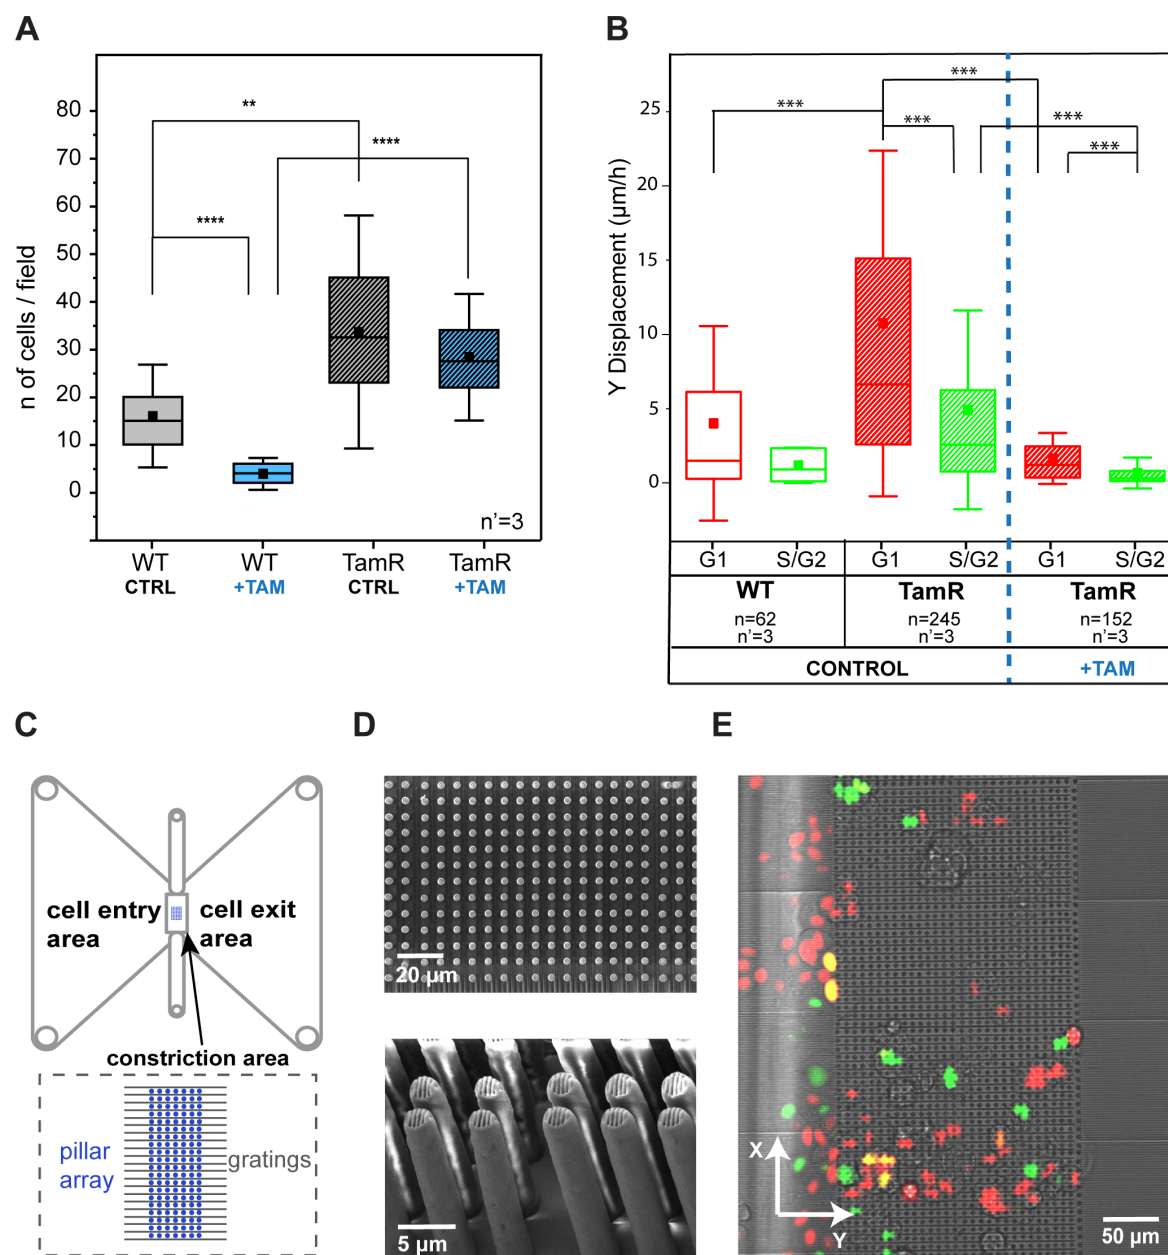 A
n of cells / field
80
70
60
50
40
30
20
10
0
**
****
****
n’=3
WT
CTRL
WT
+TAM
TamR
CTRL
TamR
+TAM
B
Y Displacement (µm/h)
25
20
15
10
5
0
***
***
***
***
***
G1
S/G2
G1
S/G2
G1
S/G2
WT
TamR
TamR
n=62
n=245
n=152
n’=3
n’=3
n’=3
CONTROL
+TAM
C
cell entry
area
cell exit
area
constriction area
pillar
array
gratings
D
20 µm
5 µm
E
X
Y
50 µm